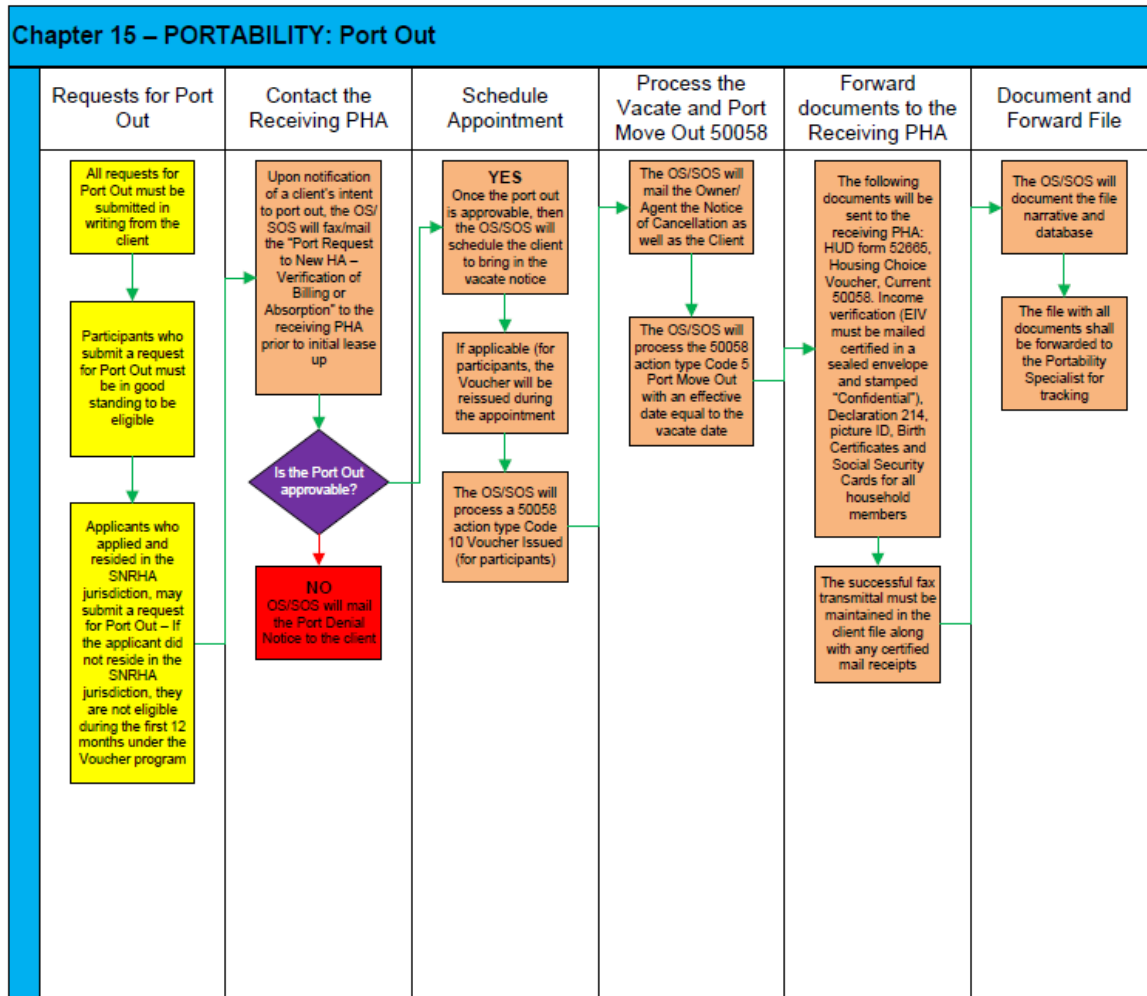 Chapter 15 – PORTABILITY: Port Out
Requests for Port
Out
All requests for
Port Out must be
submitted in
writing from the
client
Participants who
submit a request
for Port Out must
be in good
standing to be
eligible
Applicants who
applied and
resided in the
SNRHA
jurisdiction, may
submit a request
for Port Out – If
the applicant did
not reside in the
SNRHA
jurisdiction, they
are not eligible
during the first 12
months under the
Voucher program
Contact the
Receiving PHA
Upon notification
of a client's intent
to port out, the OS/
SOS will fax/mail
the “Port Request
to New HA –
Verification of
Billing or
Absorption” to the
receiving PHA
prior to initial lease
up
Is the Port Out
approvable?
NO
OS/SOS will mail
the Port Denial
Notice to the client
Schedule
Appointment
YES
Once the port out
is approvable, then
the OS/SOS will
schedule the client
to bring in the
vacate notice
If applicable (for
participants, the
Voucher will be
reissued during
the appointment
The OS/SOS will
process a 50058
action type Code
10 Voucher Issued
(for participants)
Process the
Vacate and Port
Move Out 50058
The OS/SOS will
mail the Owner/
Agent the Notice
of Cancellation as
well as the Client
The OS/SOS will
process the 50058
action type Code 5
Port Move Out
with an effective
date equal to the
vacate date
Forward
documents to the
Receiving PHA
The following
documents will be
sent to the
receiving PHA:
HUD form 52665,
Housing Choice
Voucher, Current
50058. Income
verification (EIV
must be mailed
certified in a
sealed envelope
and stamped
“Confidential”),
Declaration 214,
picture ID, Birth
Certificates and
Social Security
Cards for all
household
members
The successful fax
transmittal must be
maintained in the
client file along
with any certified
mail receipts
Document and
Forward File
The OS/SOS will
document the file
narrative and
database
The file with all
documents shall
be forwarded to
the Portability
Specialist for
tracking